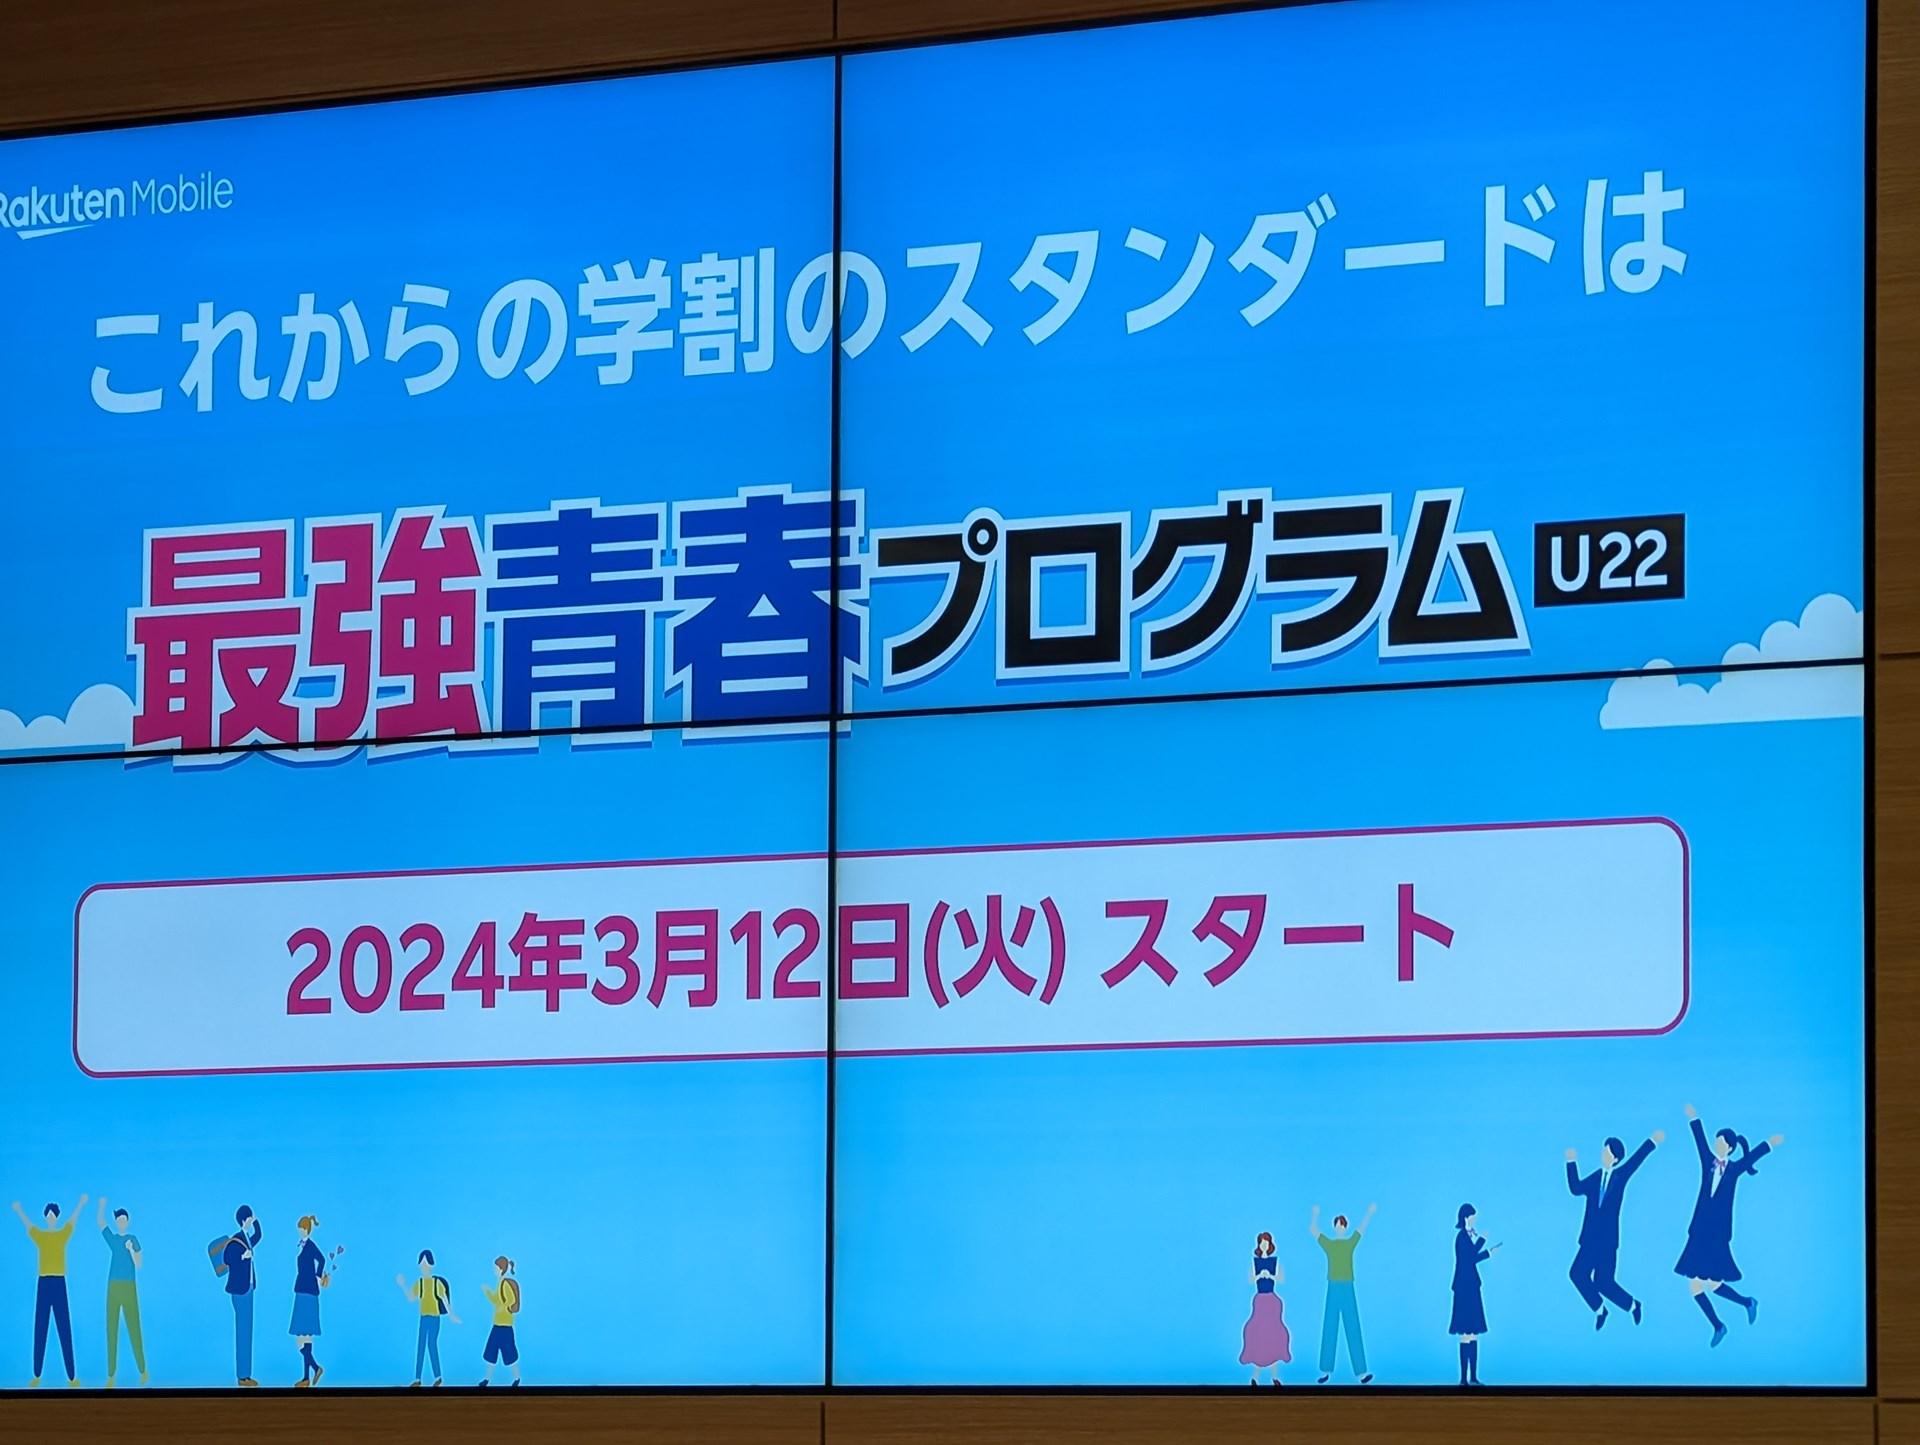 Rakuten Mobile
これからの学割のスタンダードは
最強青春プログラム U22
2024年3月12日(火) スタート